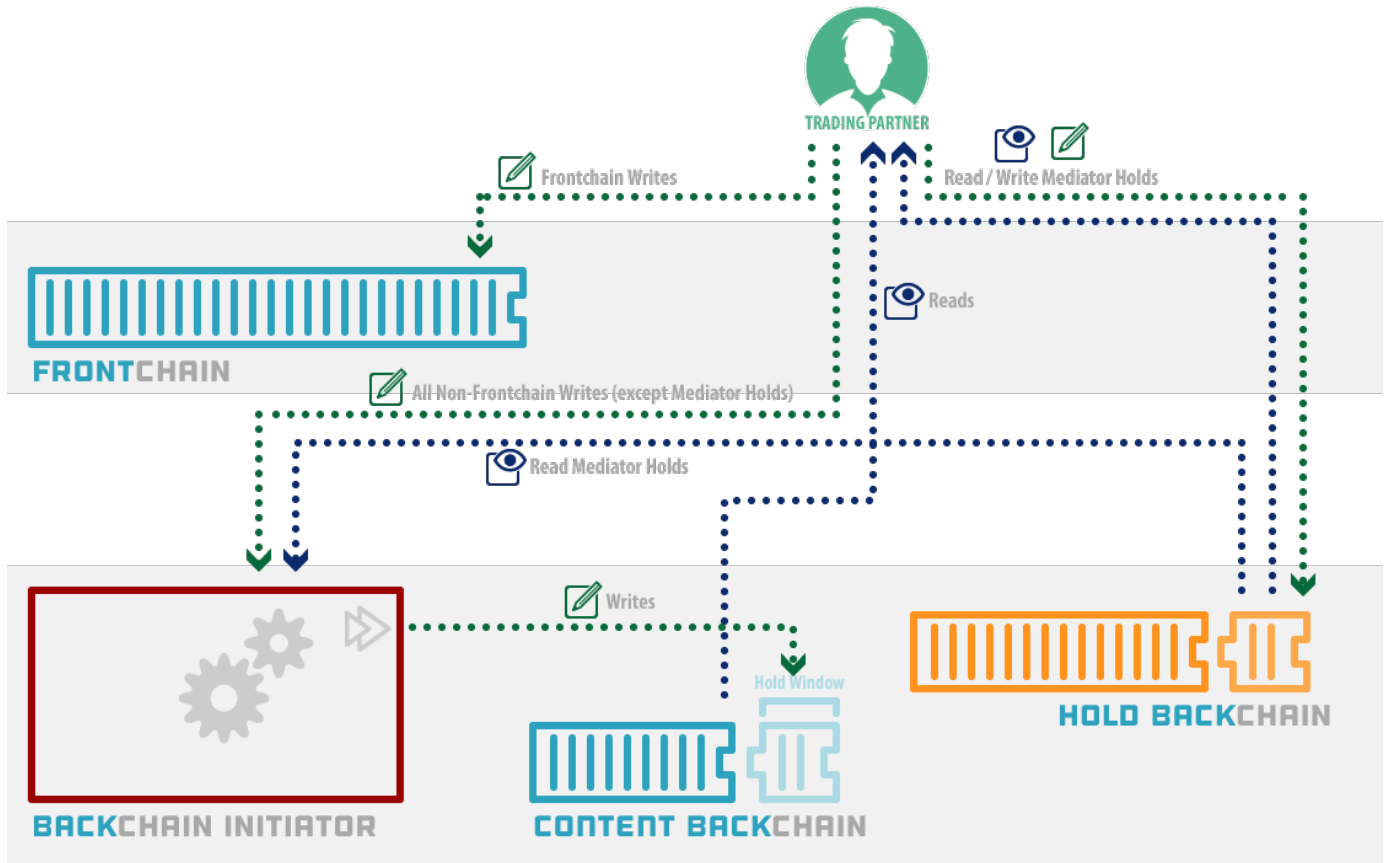 TRADING PARTNER
Frontchain Writes
Read / Write Mediator Holds
Reads
FRONTCHAIN
All Non-Frontchain Writes (except Mediator Holds)
Read Mediator Holds
Writes
Hold Window
HOLD BACKCHAIN
BACKCHAIN INITIATOR
CONTENT BACKCHAIN